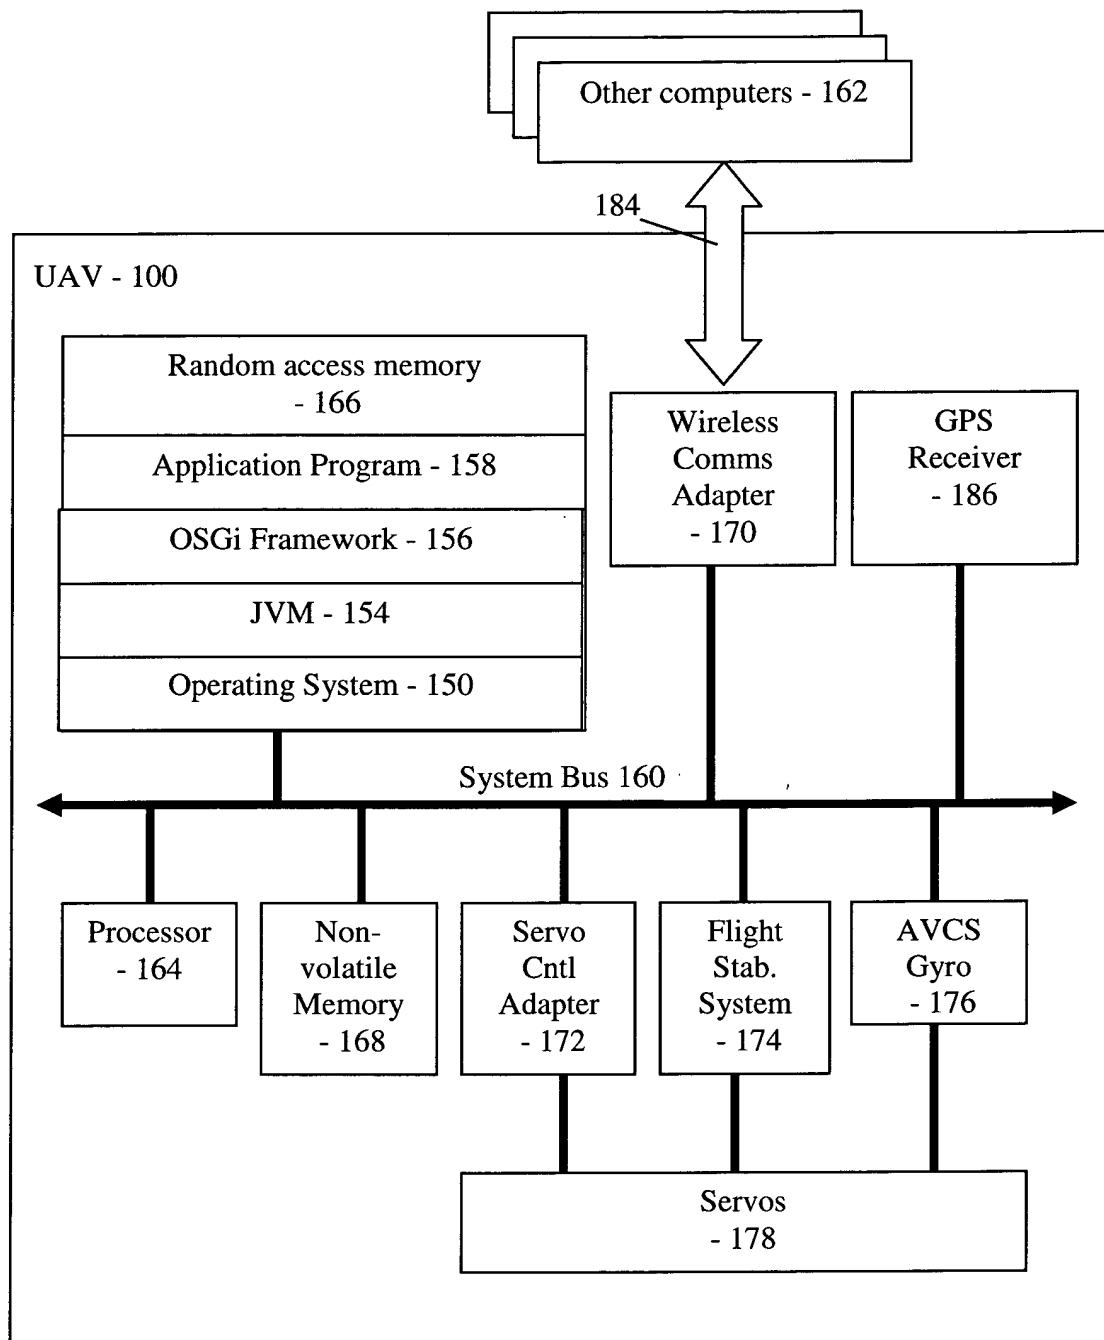 Other computers - 162
184
UAV - 100
Random access memory
- 166
Application Program - 158
OSGi Framework - 156
JVM - 154
Operating System - 150
Wireless
Comms
Adapter
- 170
GPS
Receiver
- 186
System Bus 160
Processor
- 164
Non-
volatile
Memory
- 168
Servo
Cntl
Adapter
- 172
Flight
Stab.
System
- 174
AVCS
Gyro
- 176
Servos
- 178